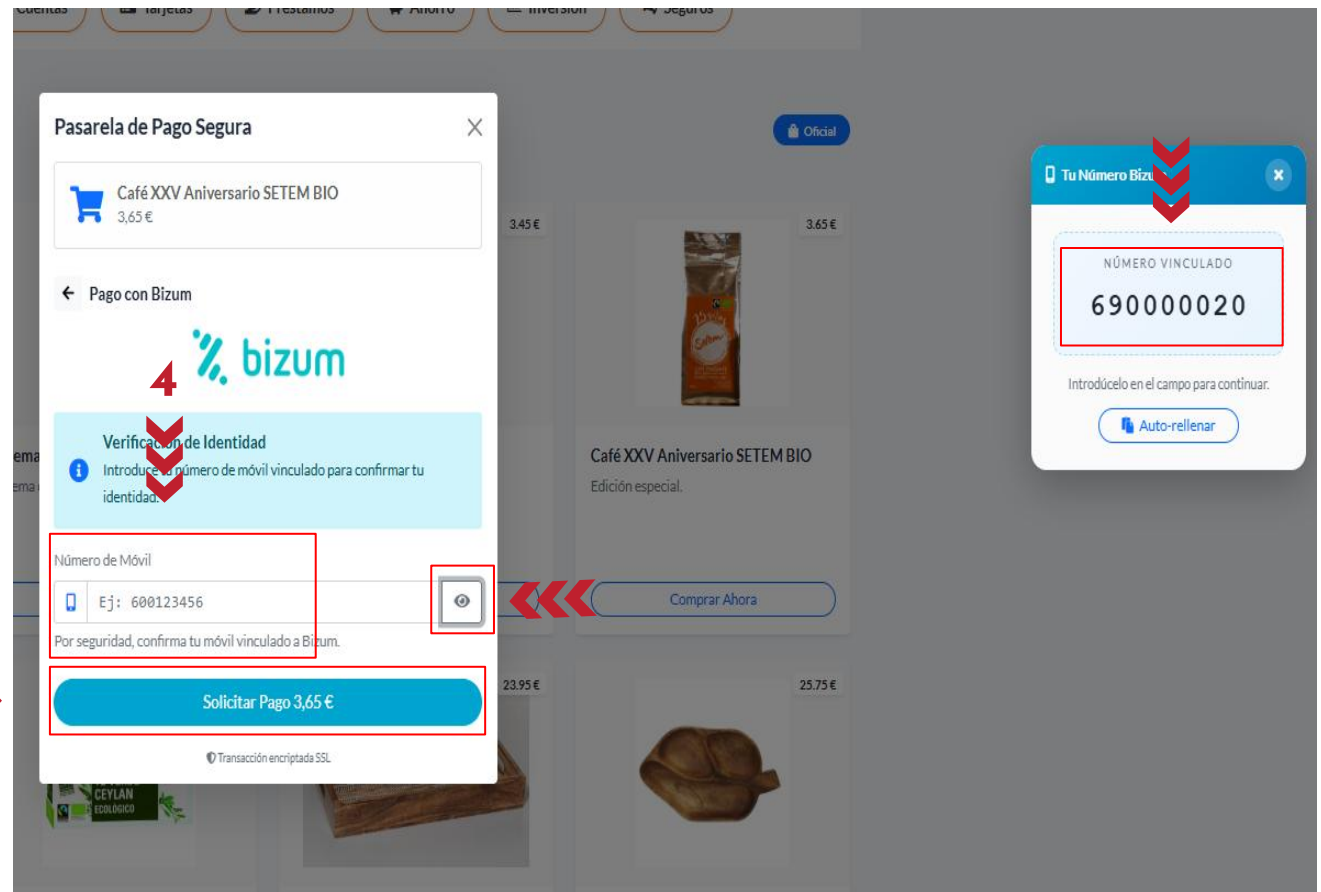 Cuentas
Tarjetas
Préstamos
Ahorro
Inversión
Seguros
Pasarela de Pago Segura
Oficial
Café XXV Aniversario SETEM BIO
3,65 €
Tu Número
3.45 €
3.65 €
NÚMERO VINCULADO
690000020
Pago con Bizum
bizum
4
Introdúcelo en el campo para continuar.
Auto-rellenar
Verificación de Identidad
Introduce tu número de móvil vinculado para confirmar tu
identidad.
Café XXV Aniversario SETEM BIO
Edición especial.
Número de Móvil
Ej: 600123456
Comprar Ahora
Por seguridad, confirma tu móvil vinculado a Bizum.
Solicitar Pago 3,65 €
23.95 €
25.75 €
Transacción encriptada SSL
CEYLAN
ECOLÓGICO